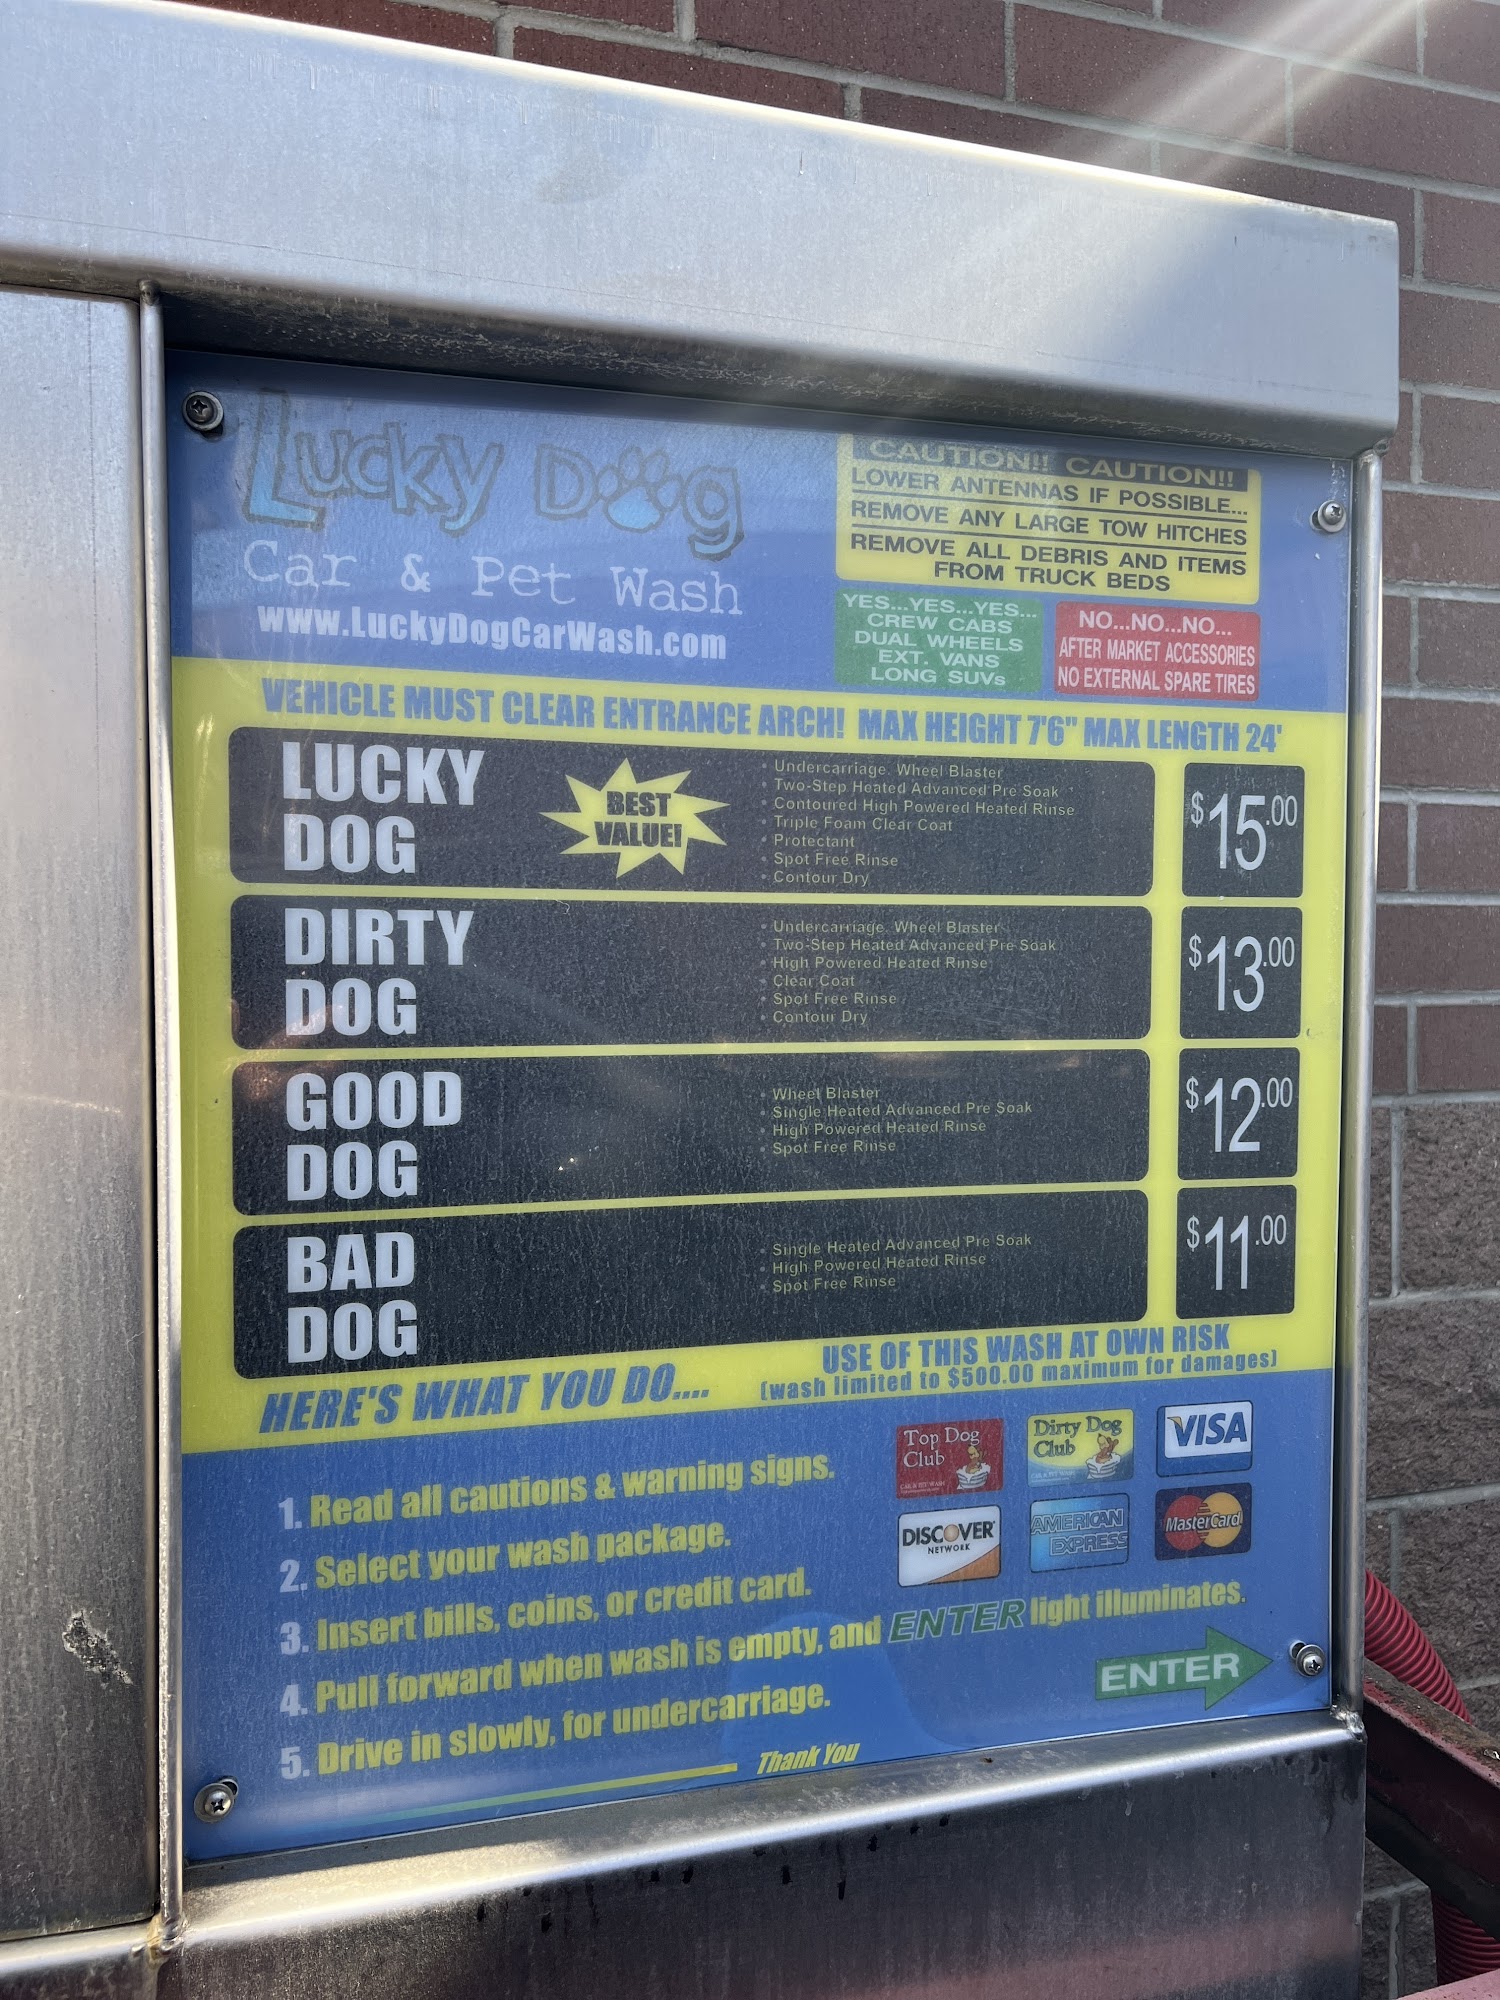 Lucky Dog
Car & Pet Wash
www.LuckyDogCarWash.com
CAUTION!! CAUTION!!
LOWER ANTENNAS IF POSSIBLE...
REMOVE ANY LARGE TOW HITCHES
REMOVE ALL DEBRIS AND ITEMS
FROM TRUCK BEDS
YES...YES...YES...
CREW CABS
DUAL WHEELS
EXT. VANS
LONG SUVs
NO...NO...NO...
AFTER MARKET ACCESSORIES
NO EXTERNAL SPARE TIRES
VEHICLE MUST CLEAR ENTRANCE ARCH! MAX HEIGHT 7'6" MAX LENGTH 24'
LUCKY
DOG
BEST
VALUE!
• Undercarriage, Wheel Blaster
• Two-Step Heated Advanced Pre Soak
• Contoured High Powered Heated Rinse
• Triple Foam Clear Coat
• Protectant
• Spot Free Rinse
• Contour Dry
$15.00
DIRTY
DOG
• Undercarriage, Wheel Blaster
• Two-Step Heated Advanced Pre Soak
• High Powered Heated Rinse
• Clear Coat
• Spot Free Rinse
• Contour Dry
$13.00
GOOD
DOG
• Wheel Blaster
• Single Heated Advanced Pre Soak
• High Powered Heated Rinse
• Spot Free Rinse
$12.00
BAD
DOG
• Single Heated Advanced Pre Soak
• High Powered Heated Rinse
• Spot Free Rinse
$11.00
HERE'S WHAT YOU DO....
USE OF THIS WASH AT OWN RISK
(wash limited to $500.00 maximum for damages)
1. Read all cautions & warning signs.
2. Select your wash package.
3. Insert bills, coins, or credit card.
4. Pull forward when wash is empty, and ENTER light illuminates.
5. Drive in slowly, for undercarriage.
Thank You
Top Dog
Club
Dirty Dog
Club
VISA
DISCOVER
NETWORK
AMERICAN
EXPRESS
MasterCard
ENTER